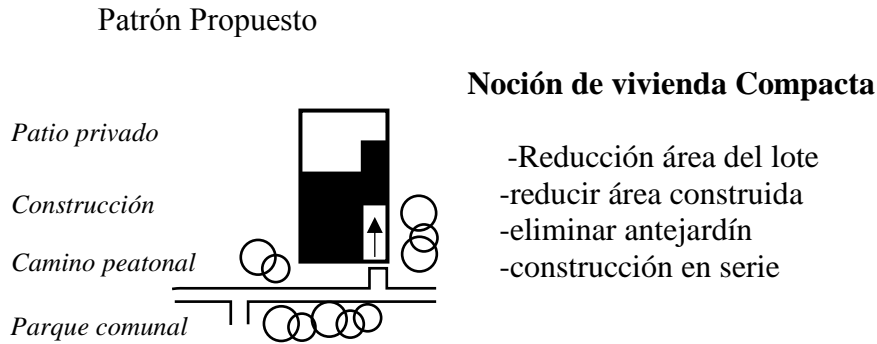 Patrón Propuesto
Noción de vivienda Compacta
Patio privado
Construcción
Camino peatonal
Parque comunal
-Reducción área del lote
-reducir área construida
-eliminar antejardín
-construcción en serie